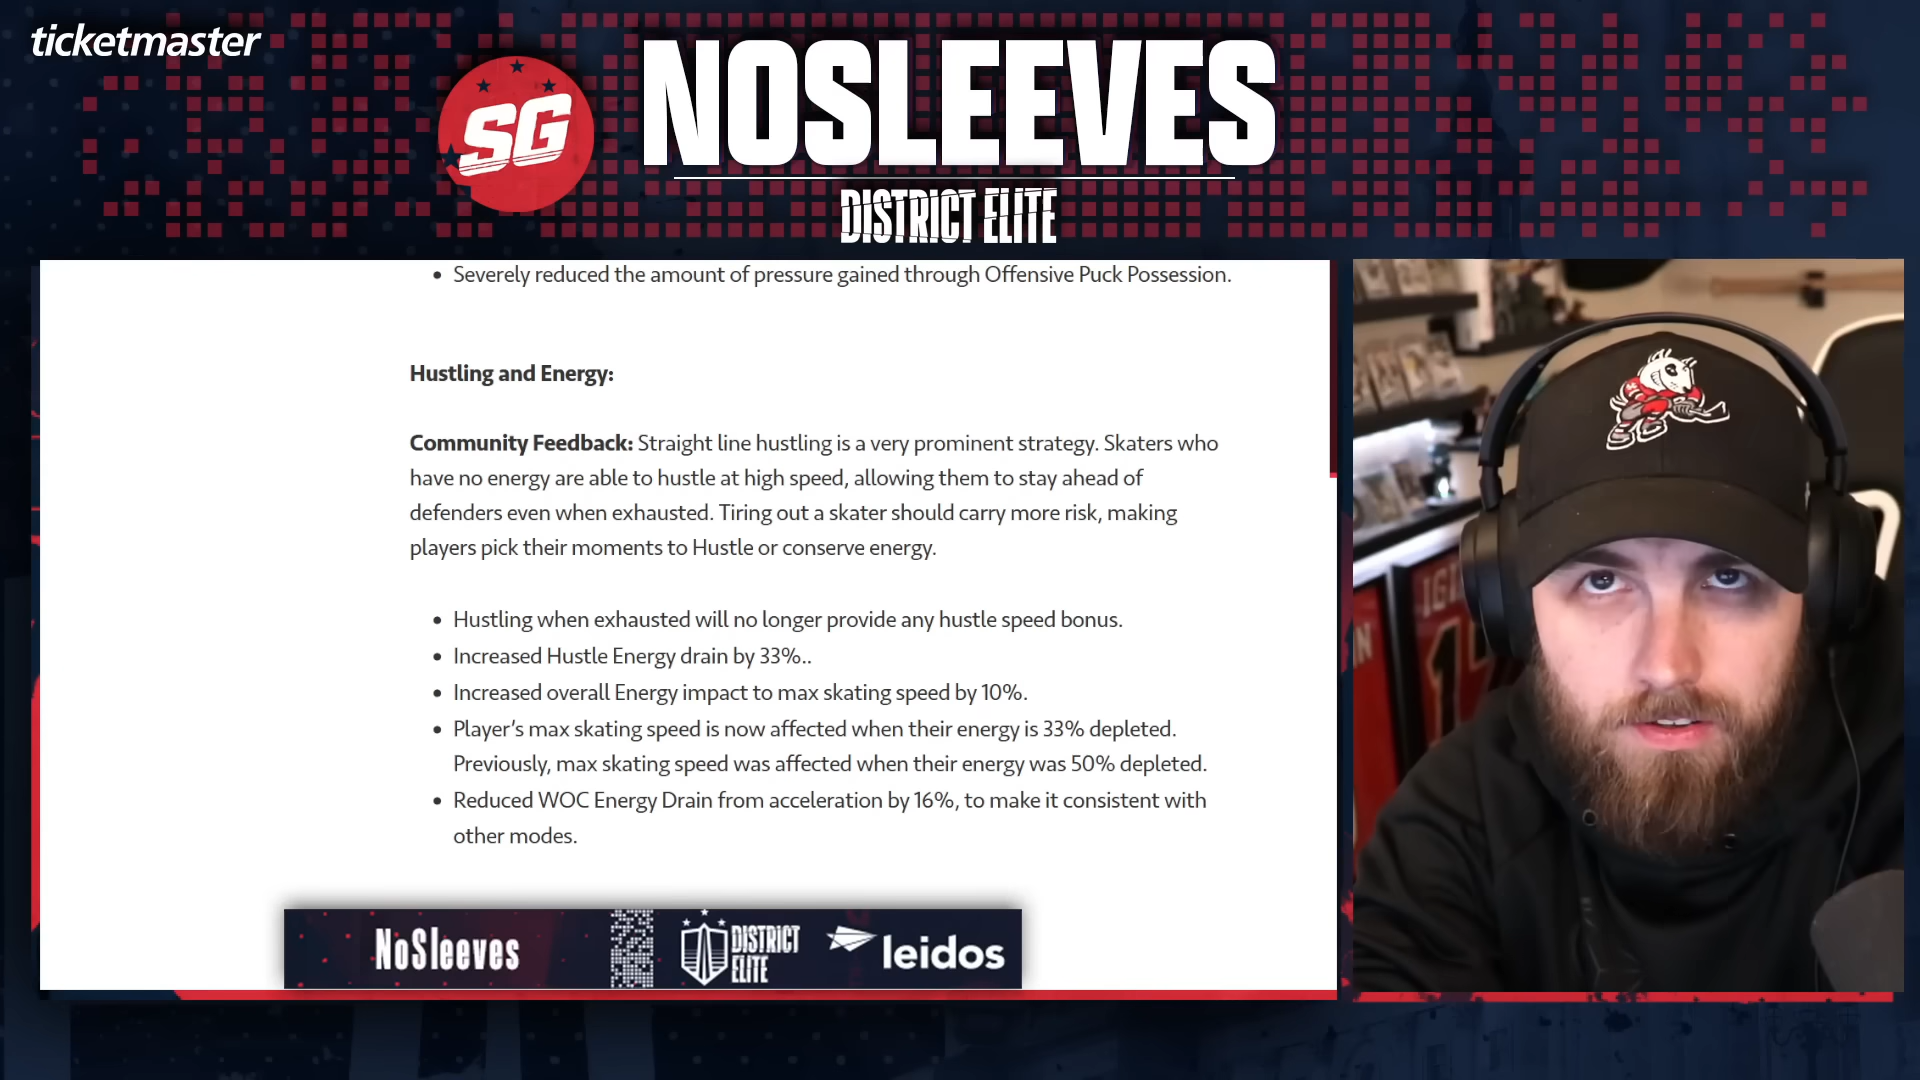 ticketmaster
SG
NOSLEEVES
DISTRICT ELITE
• Severely reduced the amount of pressure gained through Offensive Puck Possession.
Hustling and Energy:
Community Feedback: Straight line hustling is a very prominent strategy. Skaters who
have no energy are able to hustle at high speed, allowing them to stay ahead of
defenders even when exhausted. Tiring out a skater should carry more risk, making
players pick their moments to Hustle or conserve energy.
• Hustling when exhausted will no longer provide any hustle speed bonus.
• Increased Hustle Energy drain by 33%..
• Increased overall Energy impact to max skating speed by 10%.
• Player’s max skating speed is now affected when their energy is 33% depleted.
Previously, max skating speed was affected when their energy was 50% depleted.
• Reduced WOC Energy Drain from acceleration by 16%, to make it consistent with
other modes.
NoSleeves
DISTRICT
ELITE
leidos